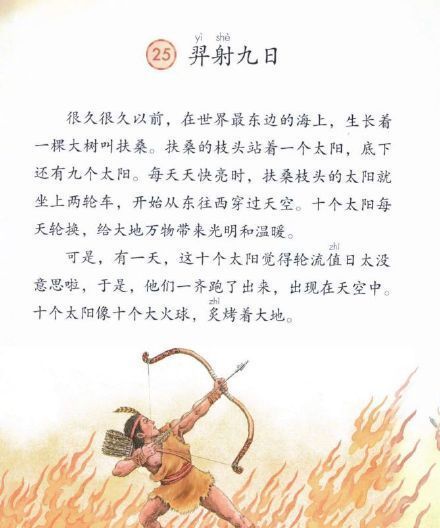 yì shè
25 羿射九日
很久很久以前，在世界最东边的海上，生长着
一棵大树叫扶桑。扶桑的枝头站着一个太阳，底下
还有九个太阳。每天天快亮时，扶桑枝头的太阳就
坐上两轮车，开始从东往西穿过天空。十个太阳每
天轮换，给大地万物带来光明和温暖。
zhí
可是，有一天，这十个太阳觉得轮流值日太没
意思啦，于是，他们一齐跑了出来，出现在天空中。
zhì
十个太阳像十个大火球，炙烤着大地。